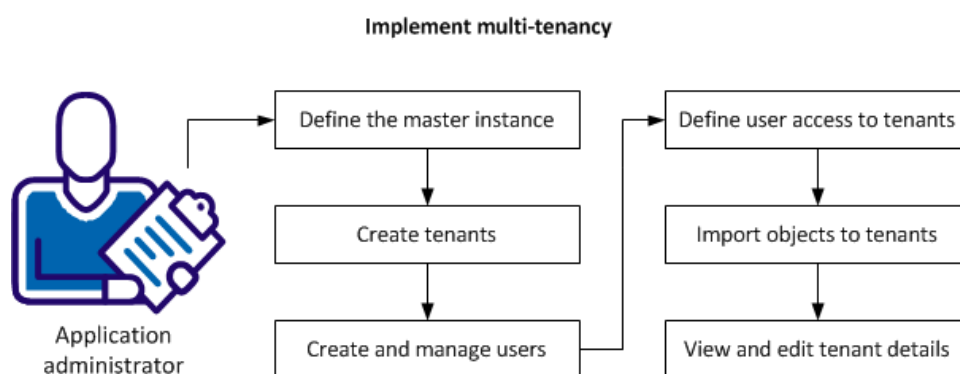 Implement multi-tenancy
Define the master instance
Create tenants
Create and manage users
Define user access to tenants
Import objects to tenants
View and edit tenant details
Application
administrator